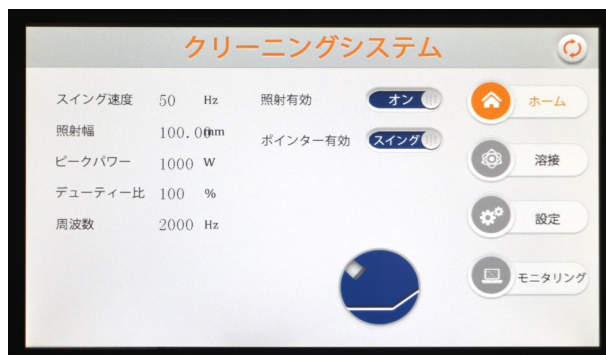 クリーニングシステム
スイング速度 50 Hz 照射有効 オン ホーム
照射幅 100.00mm ポインター有効 スイング
ピークパワー 1000 W 溶接
デューティー比 100 %
周波数 2000 Hz 設定
モニタリング